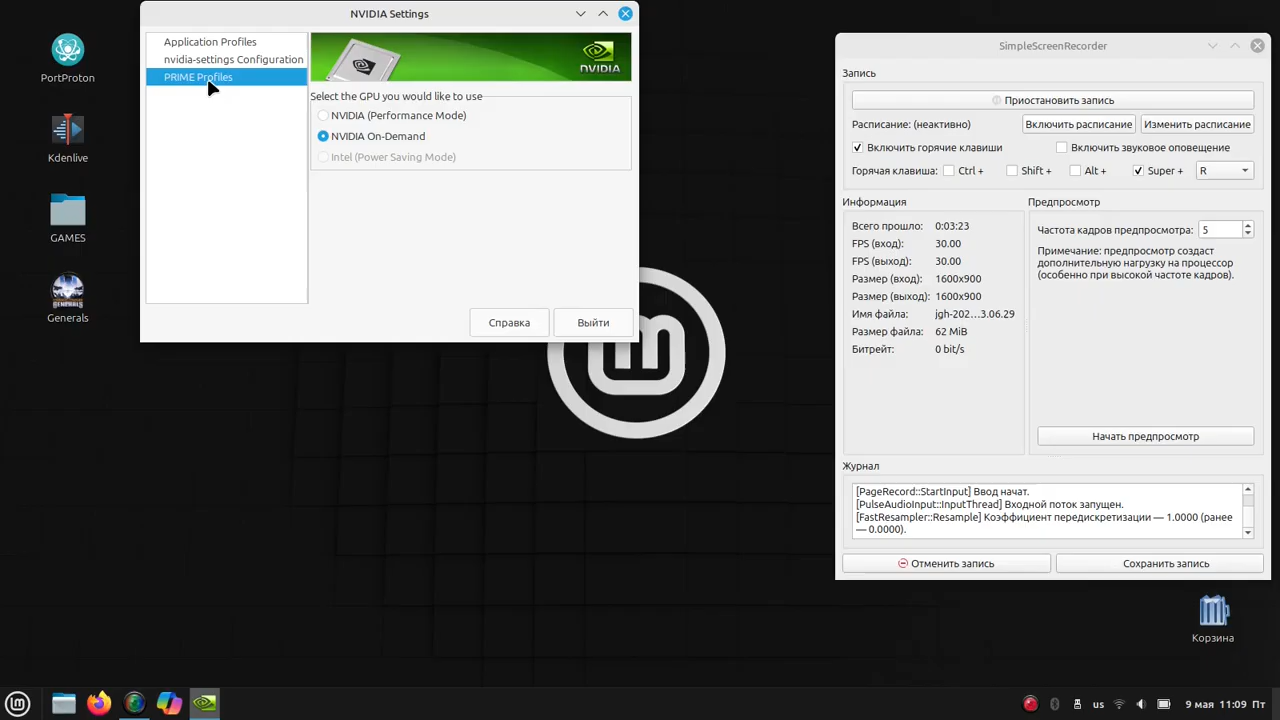 PortProton
Kdenlive
GAMES
Generals
NVIDIA Settings
Application Profiles
nvidia-settings Configuration
PRIME Profiles
NVIDIA
Select the GPU you would like to use
NVIDIA (Performance Mode)
NVIDIA On-Demand
Intel (Power Saving Mode)
Справка
Выйти
SimpleScreenRecorder
Запись
Приостановить запись
Расписание: (неактивно)
Включить расписание
Изменить расписание
Включить горячие клавиши
Включить звуковое оповещение
Горячая клавиша:
Ctrl +
Shift +
Alt +
Super +
R
Информация
Всего прошло: 0:03:23
FPS (вход): 30.00
FPS (выход): 30.00
Размер (вход): 1600x900
Размер (выход): 1600x900
Имя файла: jgh-202…3.06.29
Размер файла: 62 MiB
Битрейт: 0 bit/s
Предпросмотр
Частота кадров предпросмотра: 5
Примечание: предпросмотр создаст
дополнительную нагрузку на процессор
(особенно при высокой частоте кадров).
Начать предпросмотр
Журнал
[PageRecord::StartInput] Ввод начат.
[PulseAudioInput::InputThread] Входной поток запущен.
[FastResampler::Resample] Коэффициент передискретизации — 1.0000 (ранее
— 0.0000).
Отменить запись
Сохранить запись
Корзина
us
9 мая 11:09 Пт